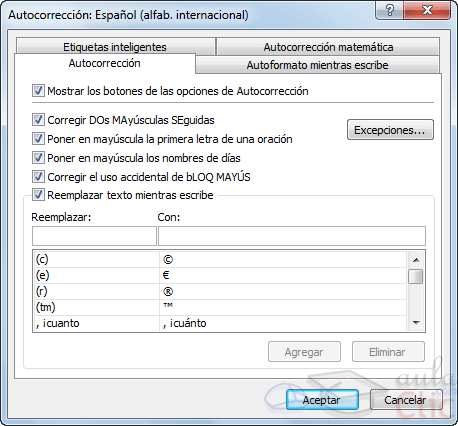 Autocorrección: Español (alfab. internacional)
Etiquetas inteligentes
Autocorrección matemática
Autocorrección
Autoformato mientras escribe
Mostrar los botones de las opciones de Autocorrección
Corregir DOs MAyúsculas SEguidas
Excepciones...
Poner en mayúscula la primera letra de una oración
Poner en mayúscula los nombres de días
Corregir el uso accidental de bLOQ MAYÚS
Reemplazar texto mientras escribe
Reemplazar: Con:
(c) ©
(e) €
(r) ®
(tm) ™
, icuanto , icuánto
Agregar Eliminar
Aceptar Cancelar
aula
Clic